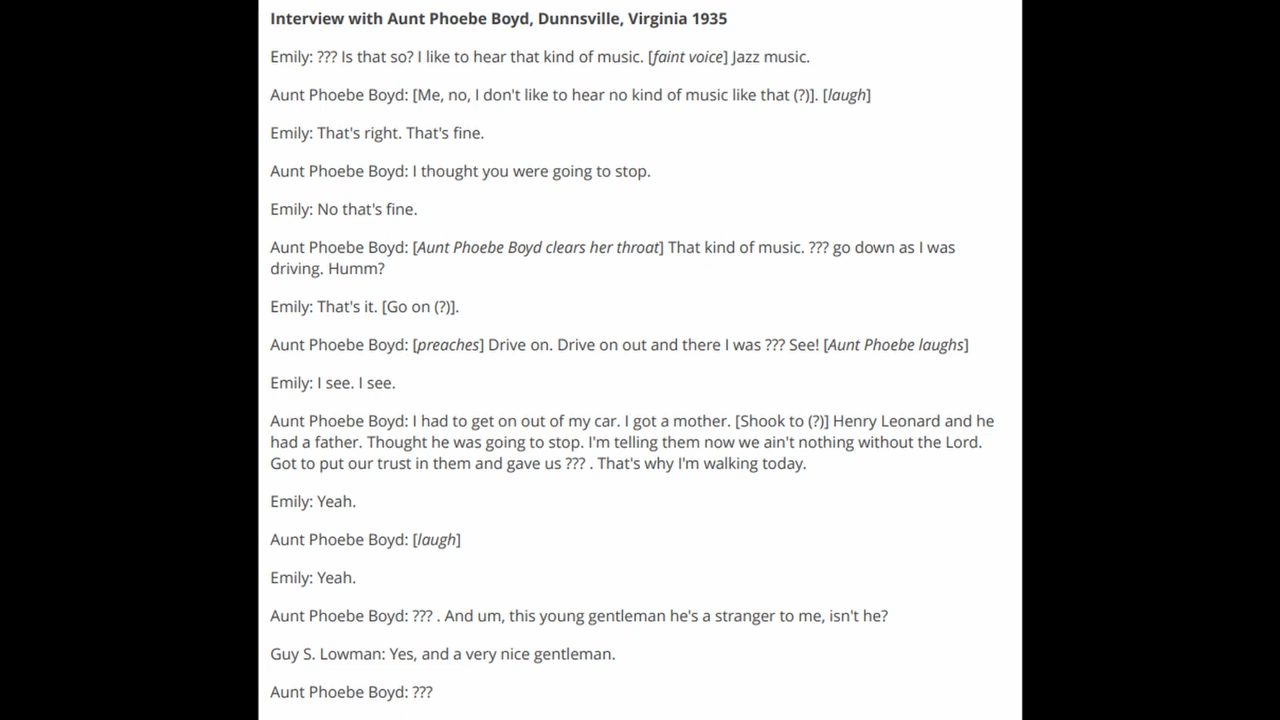 Interview with Aunt Phoebe Boyd, Dunnsville, Virginia 1935
Emily: ??? Is that so? I like to hear that kind of music. [faint voice] Jazz music.
Aunt Phoebe Boyd: [Me, no, I don't like to hear no kind of music like that (?)]. [laugh]
Emily: That's right. That's fine.
Aunt Phoebe Boyd: I thought you were going to stop.
Emily: No that's fine.
Aunt Phoebe Boyd: [Aunt Phoebe Boyd clears her throat] That kind of music. ??? go down as I was
driving. Humm?
Emily: That's it. [Go on (?)].
Aunt Phoebe Boyd: [preaches] Drive on. Drive on out and there I was ??? See! [Aunt Phoebe laughs]
Emily: I see. I see.
Aunt Phoebe Boyd: I had to get on out of my car. I got a mother. [Shook to (?)] Henry Leonard and he
had a father. Thought he was going to stop. I'm telling them now we ain't nothing without the Lord.
Got to put our trust in them and gave us ??? . That's why I'm walking today.
Emily: Yeah.
Aunt Phoebe Boyd: [laugh]
Emily: Yeah.
Aunt Phoebe Boyd: ??? . And um, this young gentleman he's a stranger to me, isn't he?
Guy S. Lowman: Yes, and a very nice gentleman.
Aunt Phoebe Boyd: ???